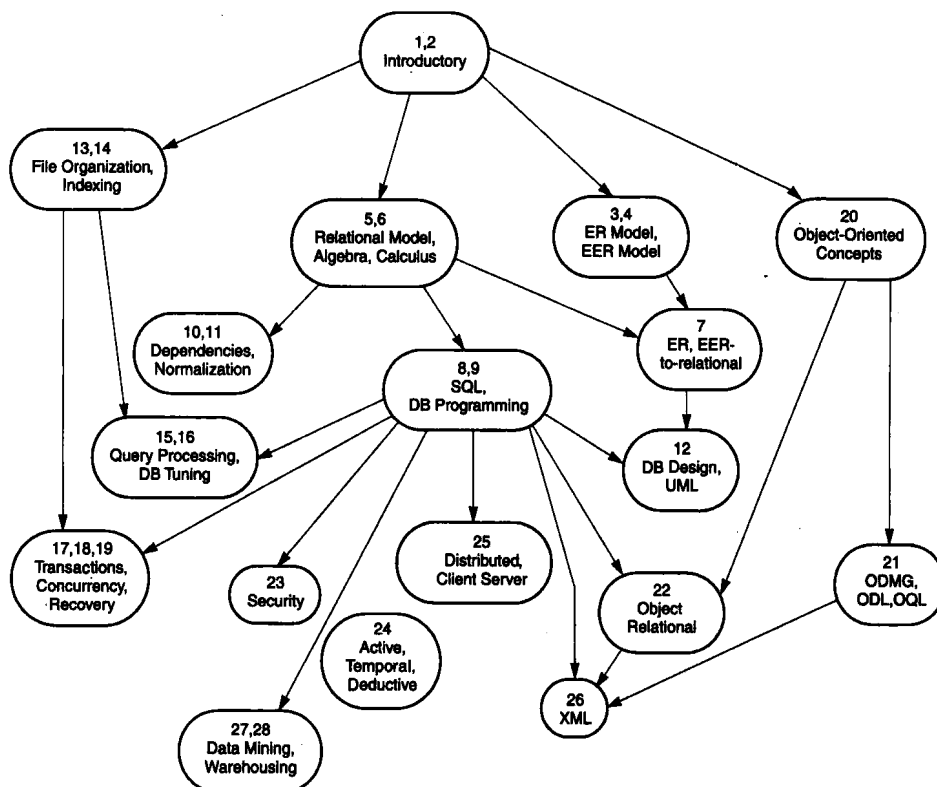 1,2
Introductory
13,14
File Organization,
Indexing
5,6
Relational Model,
Algebra, Calculus
3,4
ER Model,
EER Model
20
Object-Oriented
Concepts
10,11
Dependencies,
Normalization
7
ER, EER-
to-relational
8,9
SQL,
DB Programming
15,16
Query Processing,
DB Tuning
12
DB Design,
UML
17,18,19
Transactions,
Concurrency,
Recovery
23
Security
25
Distributed,
Client Server
22
Object
Relational
21
ODMG,
ODL,OQL
24
Active,
Temporal,
Deductive
26
XML
27,28
Data Mining,
Warehousing